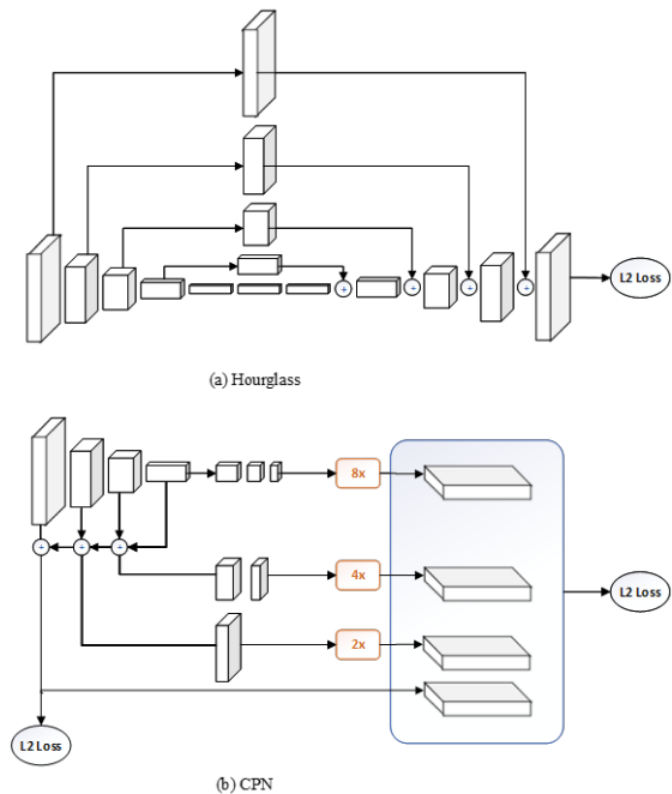 +
+
+
+
L2 Loss
(a) Hourglass
8x
+
+
+
4x
L2 Loss
2x
L2 Loss
(b) CPN